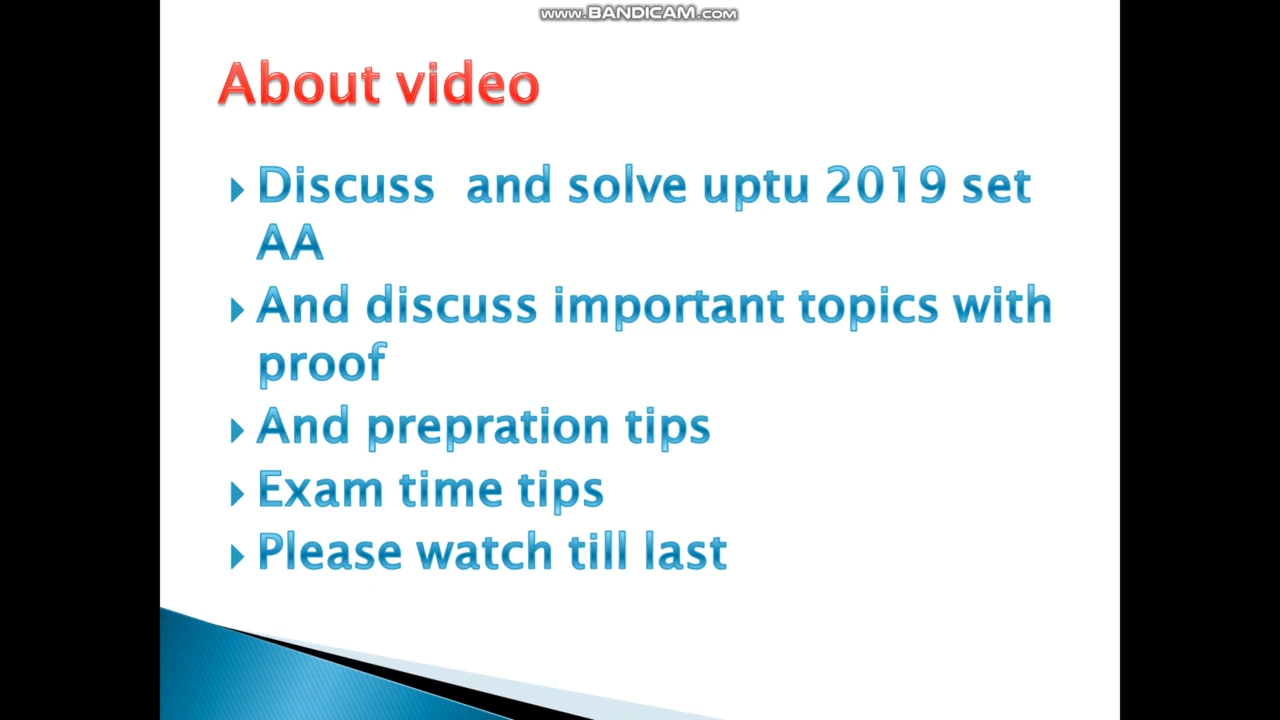 www.BANDICAM.com
About video
Discuss and solve uptu 2019 set
AA
And discuss important topics with
proof
And prepration tips
Exam time tips
Please watch till last